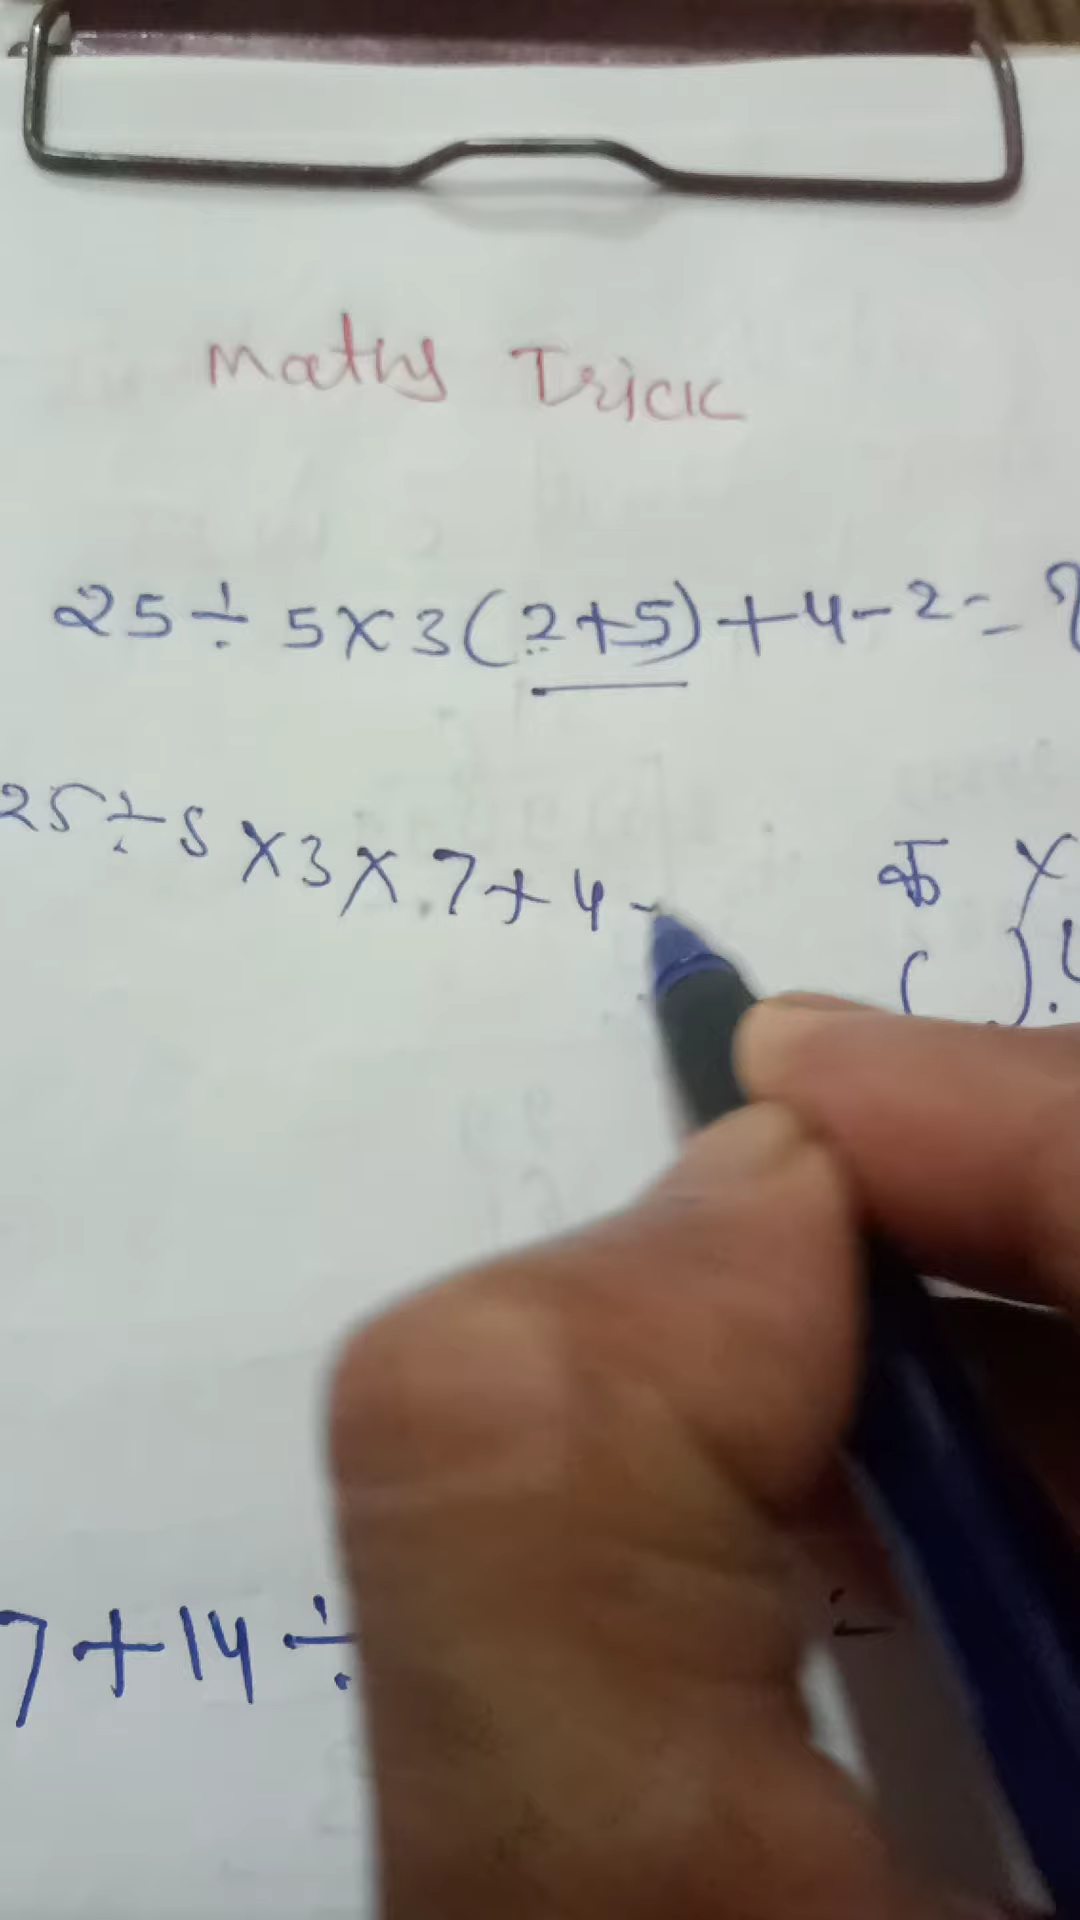 Maths Trick
25 ÷ 5 × 3 ( 2 + 5 ) + 4 - 2 = ?
25 ÷ 5 × 3 × 7 + 4 -
क ×
( ).
7 + 14 ÷